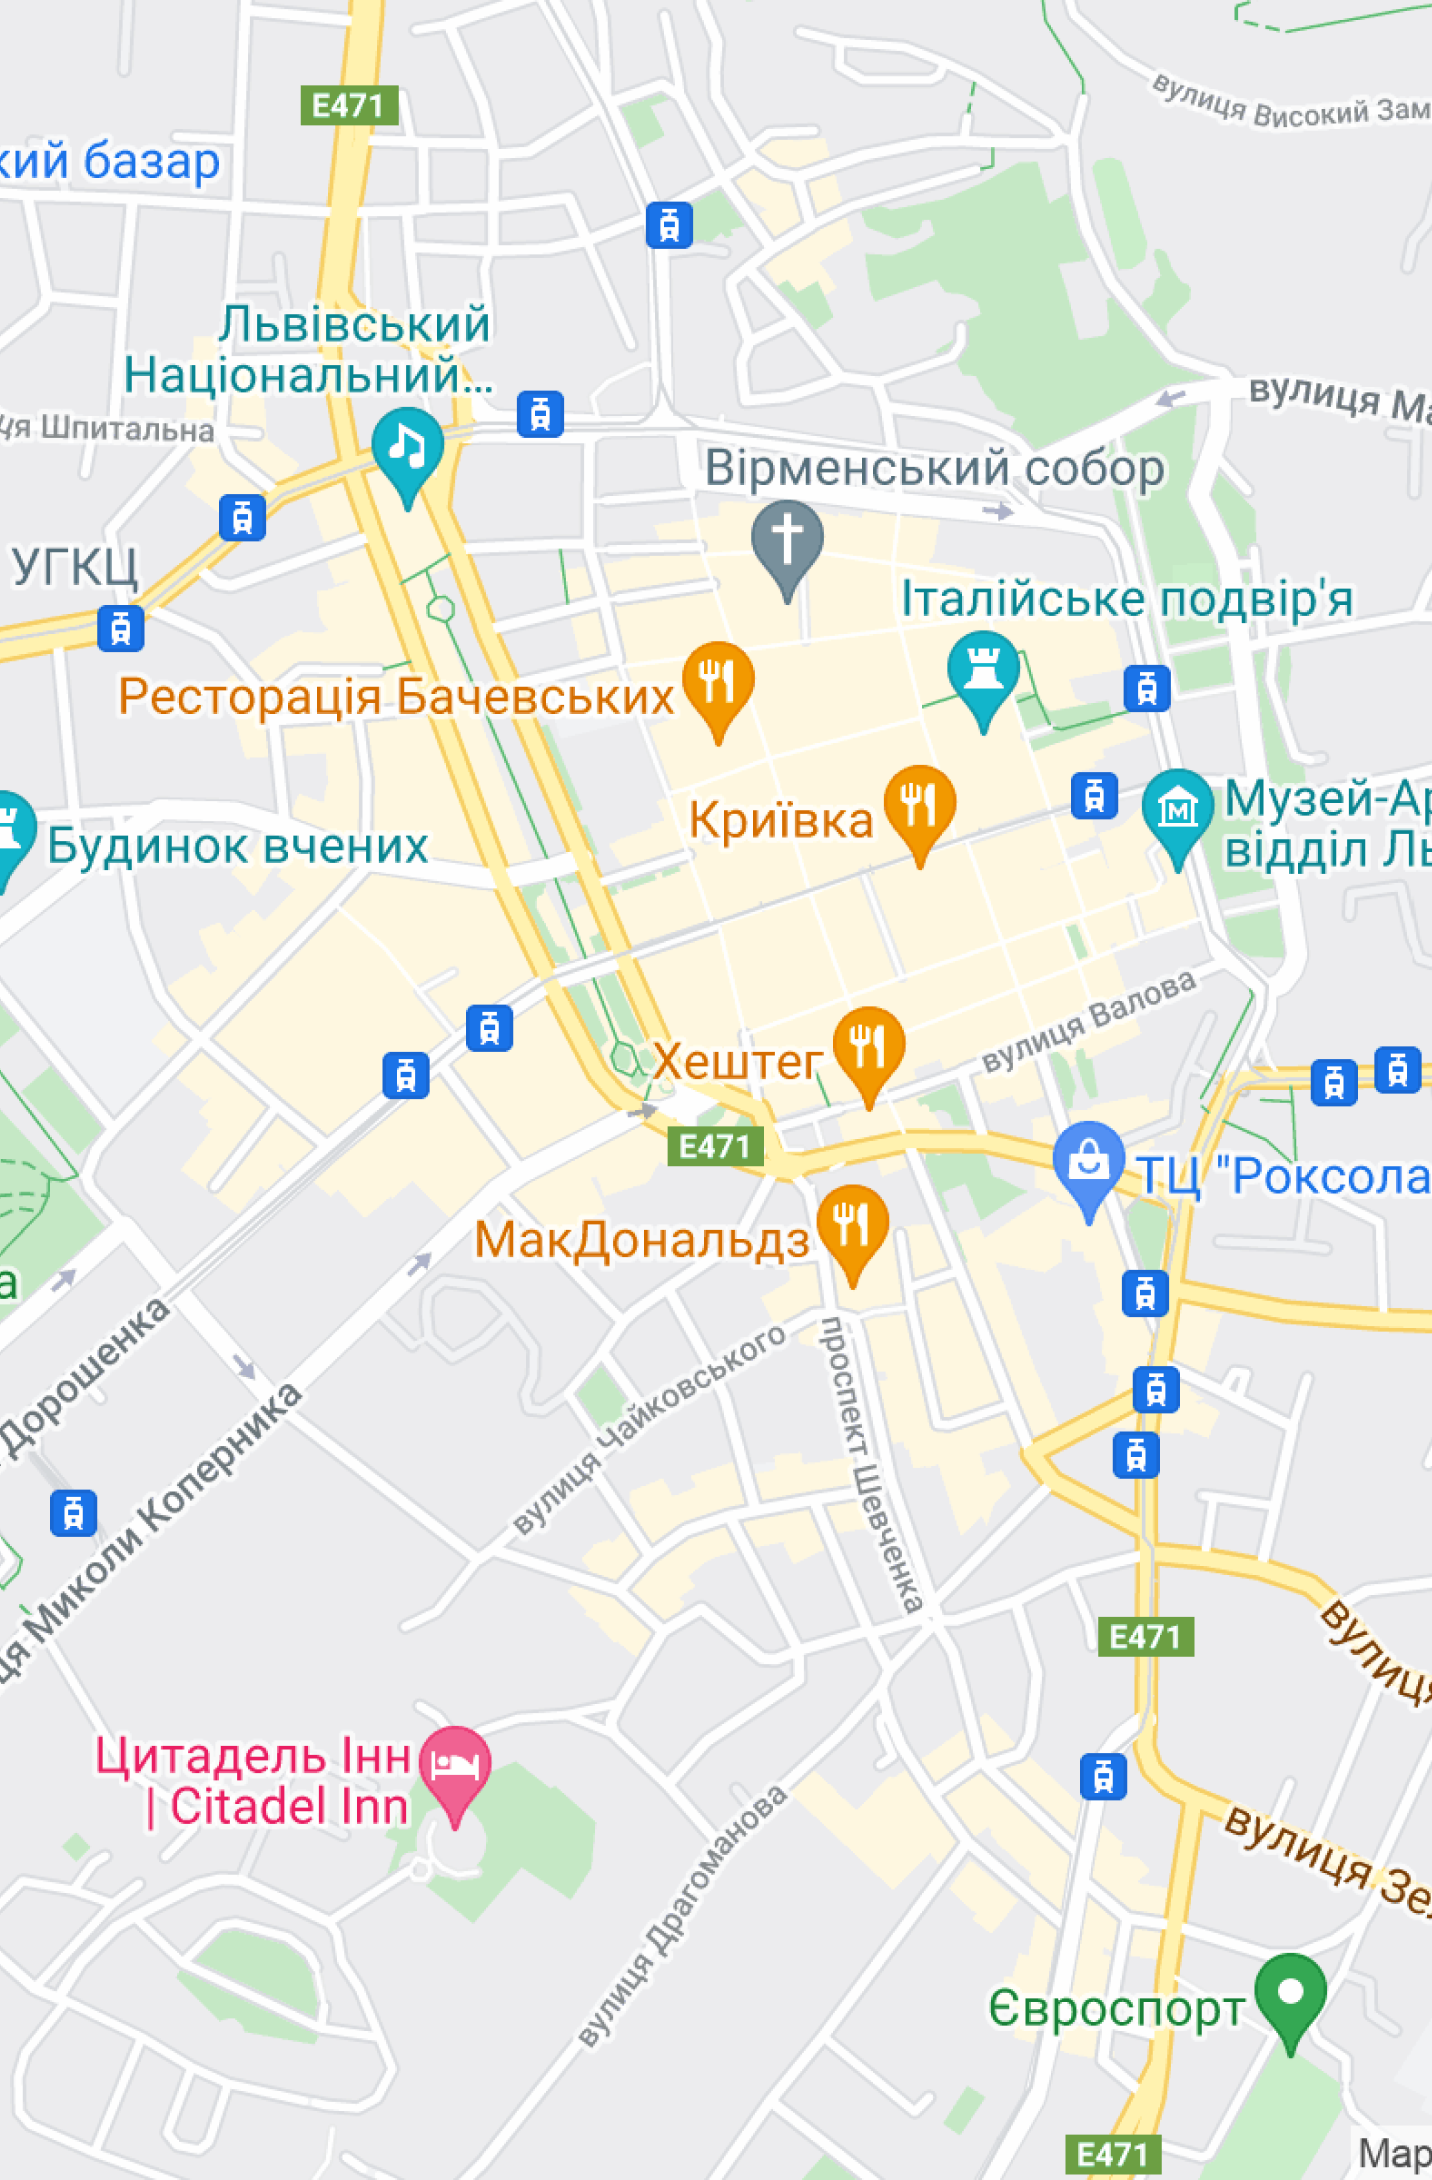 E471
вулиця Високий Зам
кий базар
Львівський
Національний...
вулиця Ма
ця Шпитальна
Вірменський собор
УГКЦ
Італійське подвір'я
Ресторація Бачевських
Музей-Ар
відділ Ль
Криївка
Будинок вчених
вулиця Валова
Хештег
E471
ТЦ "Роксола
МакДональдз
а
Дорошенка
вулиця Чайковського
проспект Шевченка
ця Миколи Коперника
E471
вулиця
Цитадель Інн
| Citadel Inn
вулиця Драгоманова
вулиця Зел
Євроспорт
E471
Map